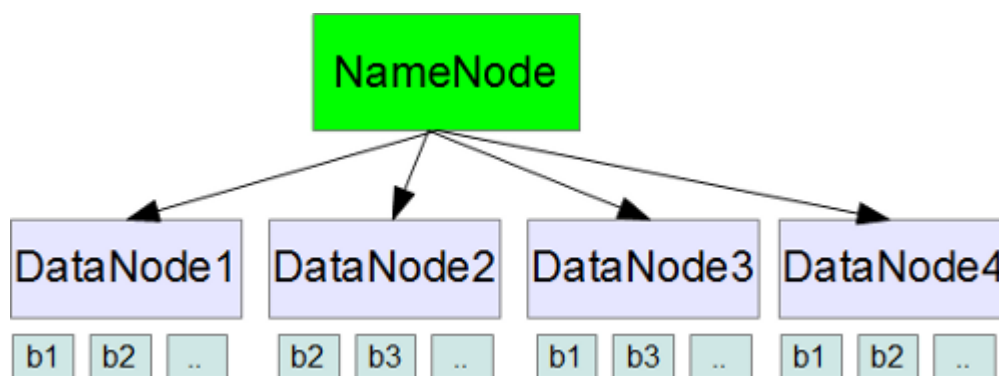 NameNode
DataNode1 DataNode2 DataNode3 DataNode4
b1 b2 .. b2 b3 .. b1 b3 .. b1 b2 ..